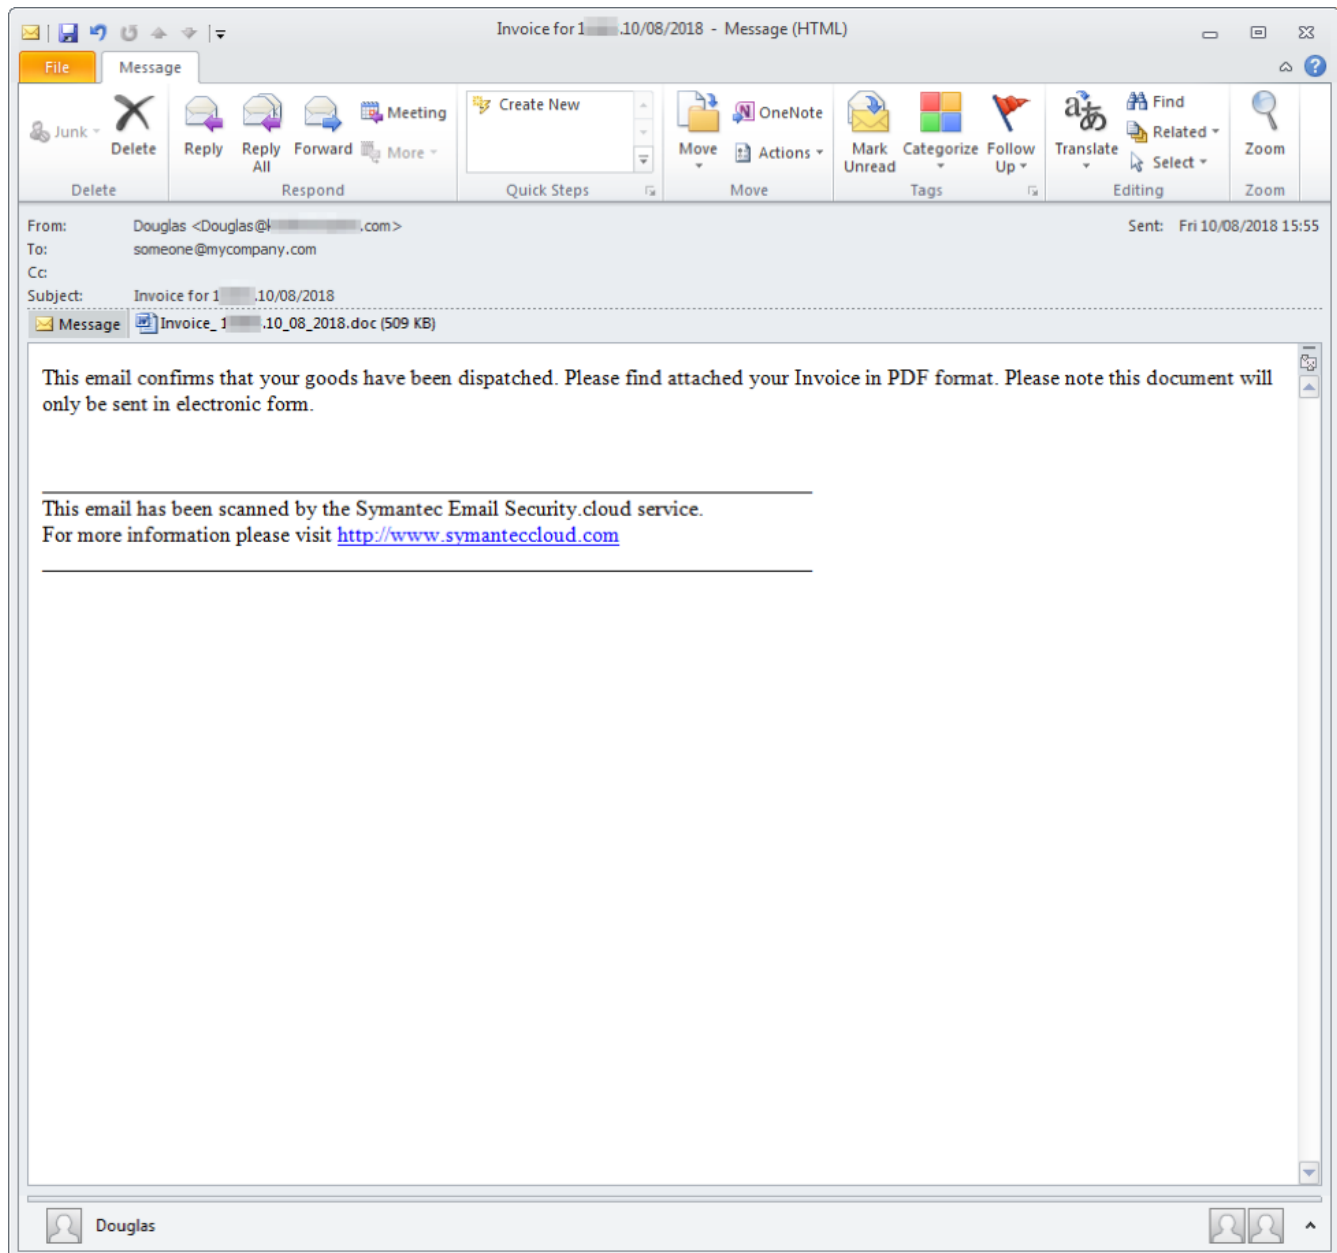 Invoice for 1 .10/08/2018 - Message (HTML)
File Message
Junk
Delete
Reply
Reply All
Forward
Meeting
More
Create New
Move
OneNote
Actions
Mark Unread
Categorize
Follow Up
Translate
Find
Related
Select
Zoom
Delete Respond Quick Steps Move Tags Editing Zoom
From: Douglas <Douglas@ .com> Sent: Fri 10/08/2018 15:55
To: someone@mycompany.com
Cc:
Subject: Invoice for 1 .10/08/2018
Message Invoice_ 1 .10_08_2018.doc (509 KB)
This email confirms that your goods have been dispatched. Please find attached your Invoice in PDF format. Please note this document will
only be sent in electronic form.
This email has been scanned by the Symantec Email Security.cloud service.
For more information please visit http://www.symanteccloud.com
Douglas